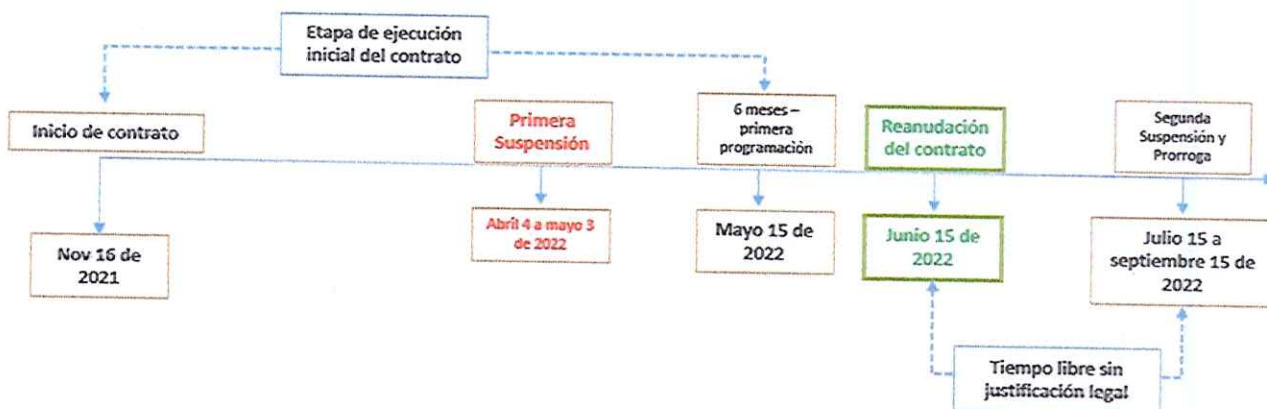 Etapa de ejecución
inicial del contrato
Inicio de contrato
Primera
Suspensión
6 meses –
primera
programación
Reanudación
del contrato
Segunda
Suspensión y
Prorroga
Nov 16 de
2021
Abril 4 a mayo 3
de 2022
Mayo 15 de
2022
Junio 15 de
2022
Julio 15 a
septiembre 15 de
2022
Tiempo libre sin
justificación legal